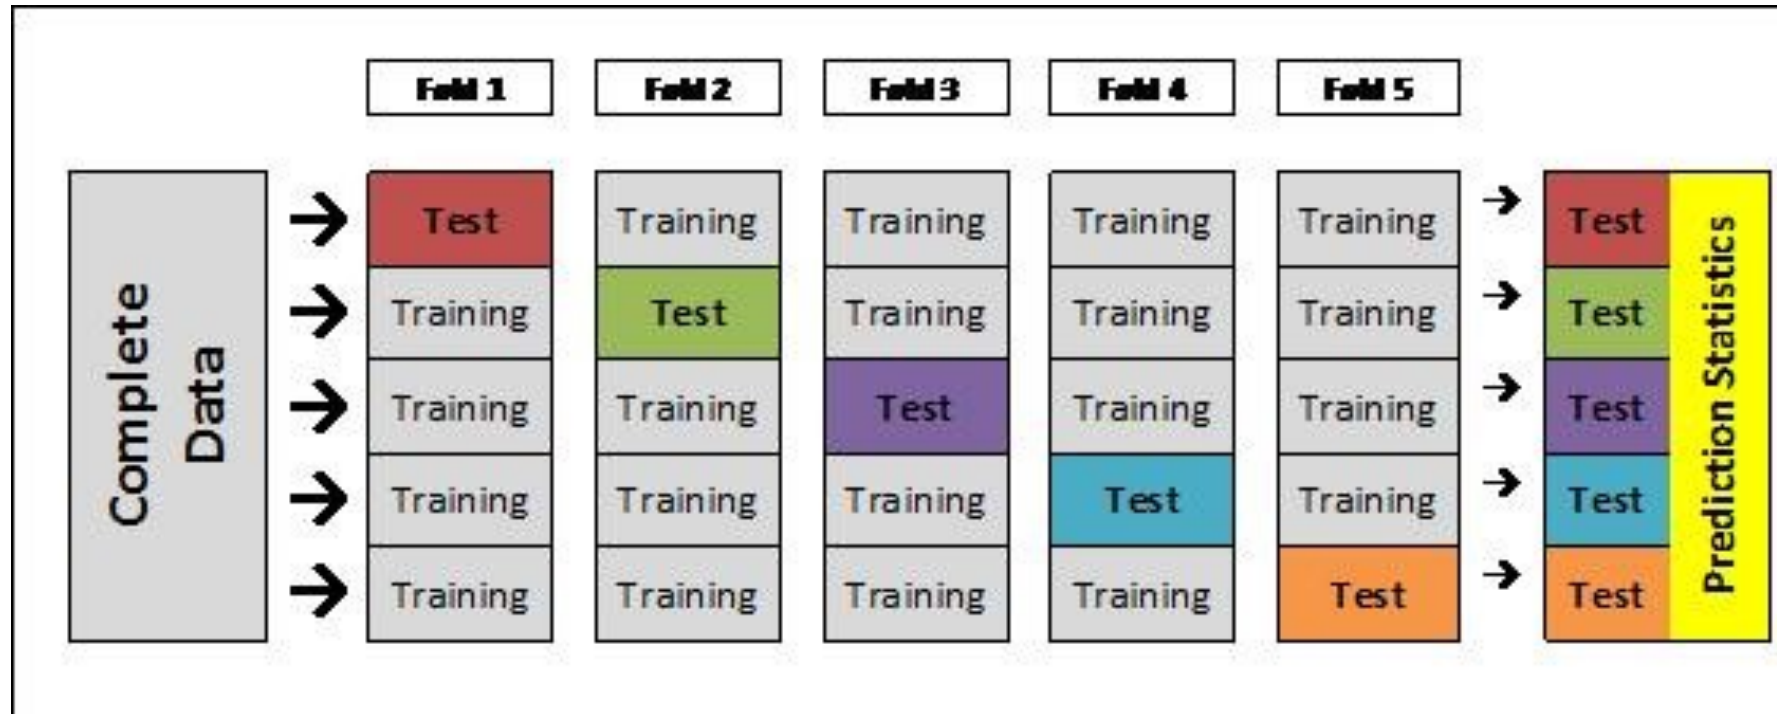 Fold 1 Fold 2 Fold 3 Fold 4 Fold 5
Complete
Data
Test Training Training Training Training Test
Training Test Training Training Training Test
Training Training Test Training Training Test
Training Training Training Test Training Test
Training Training Training Training Test Test
Prediction Statistics